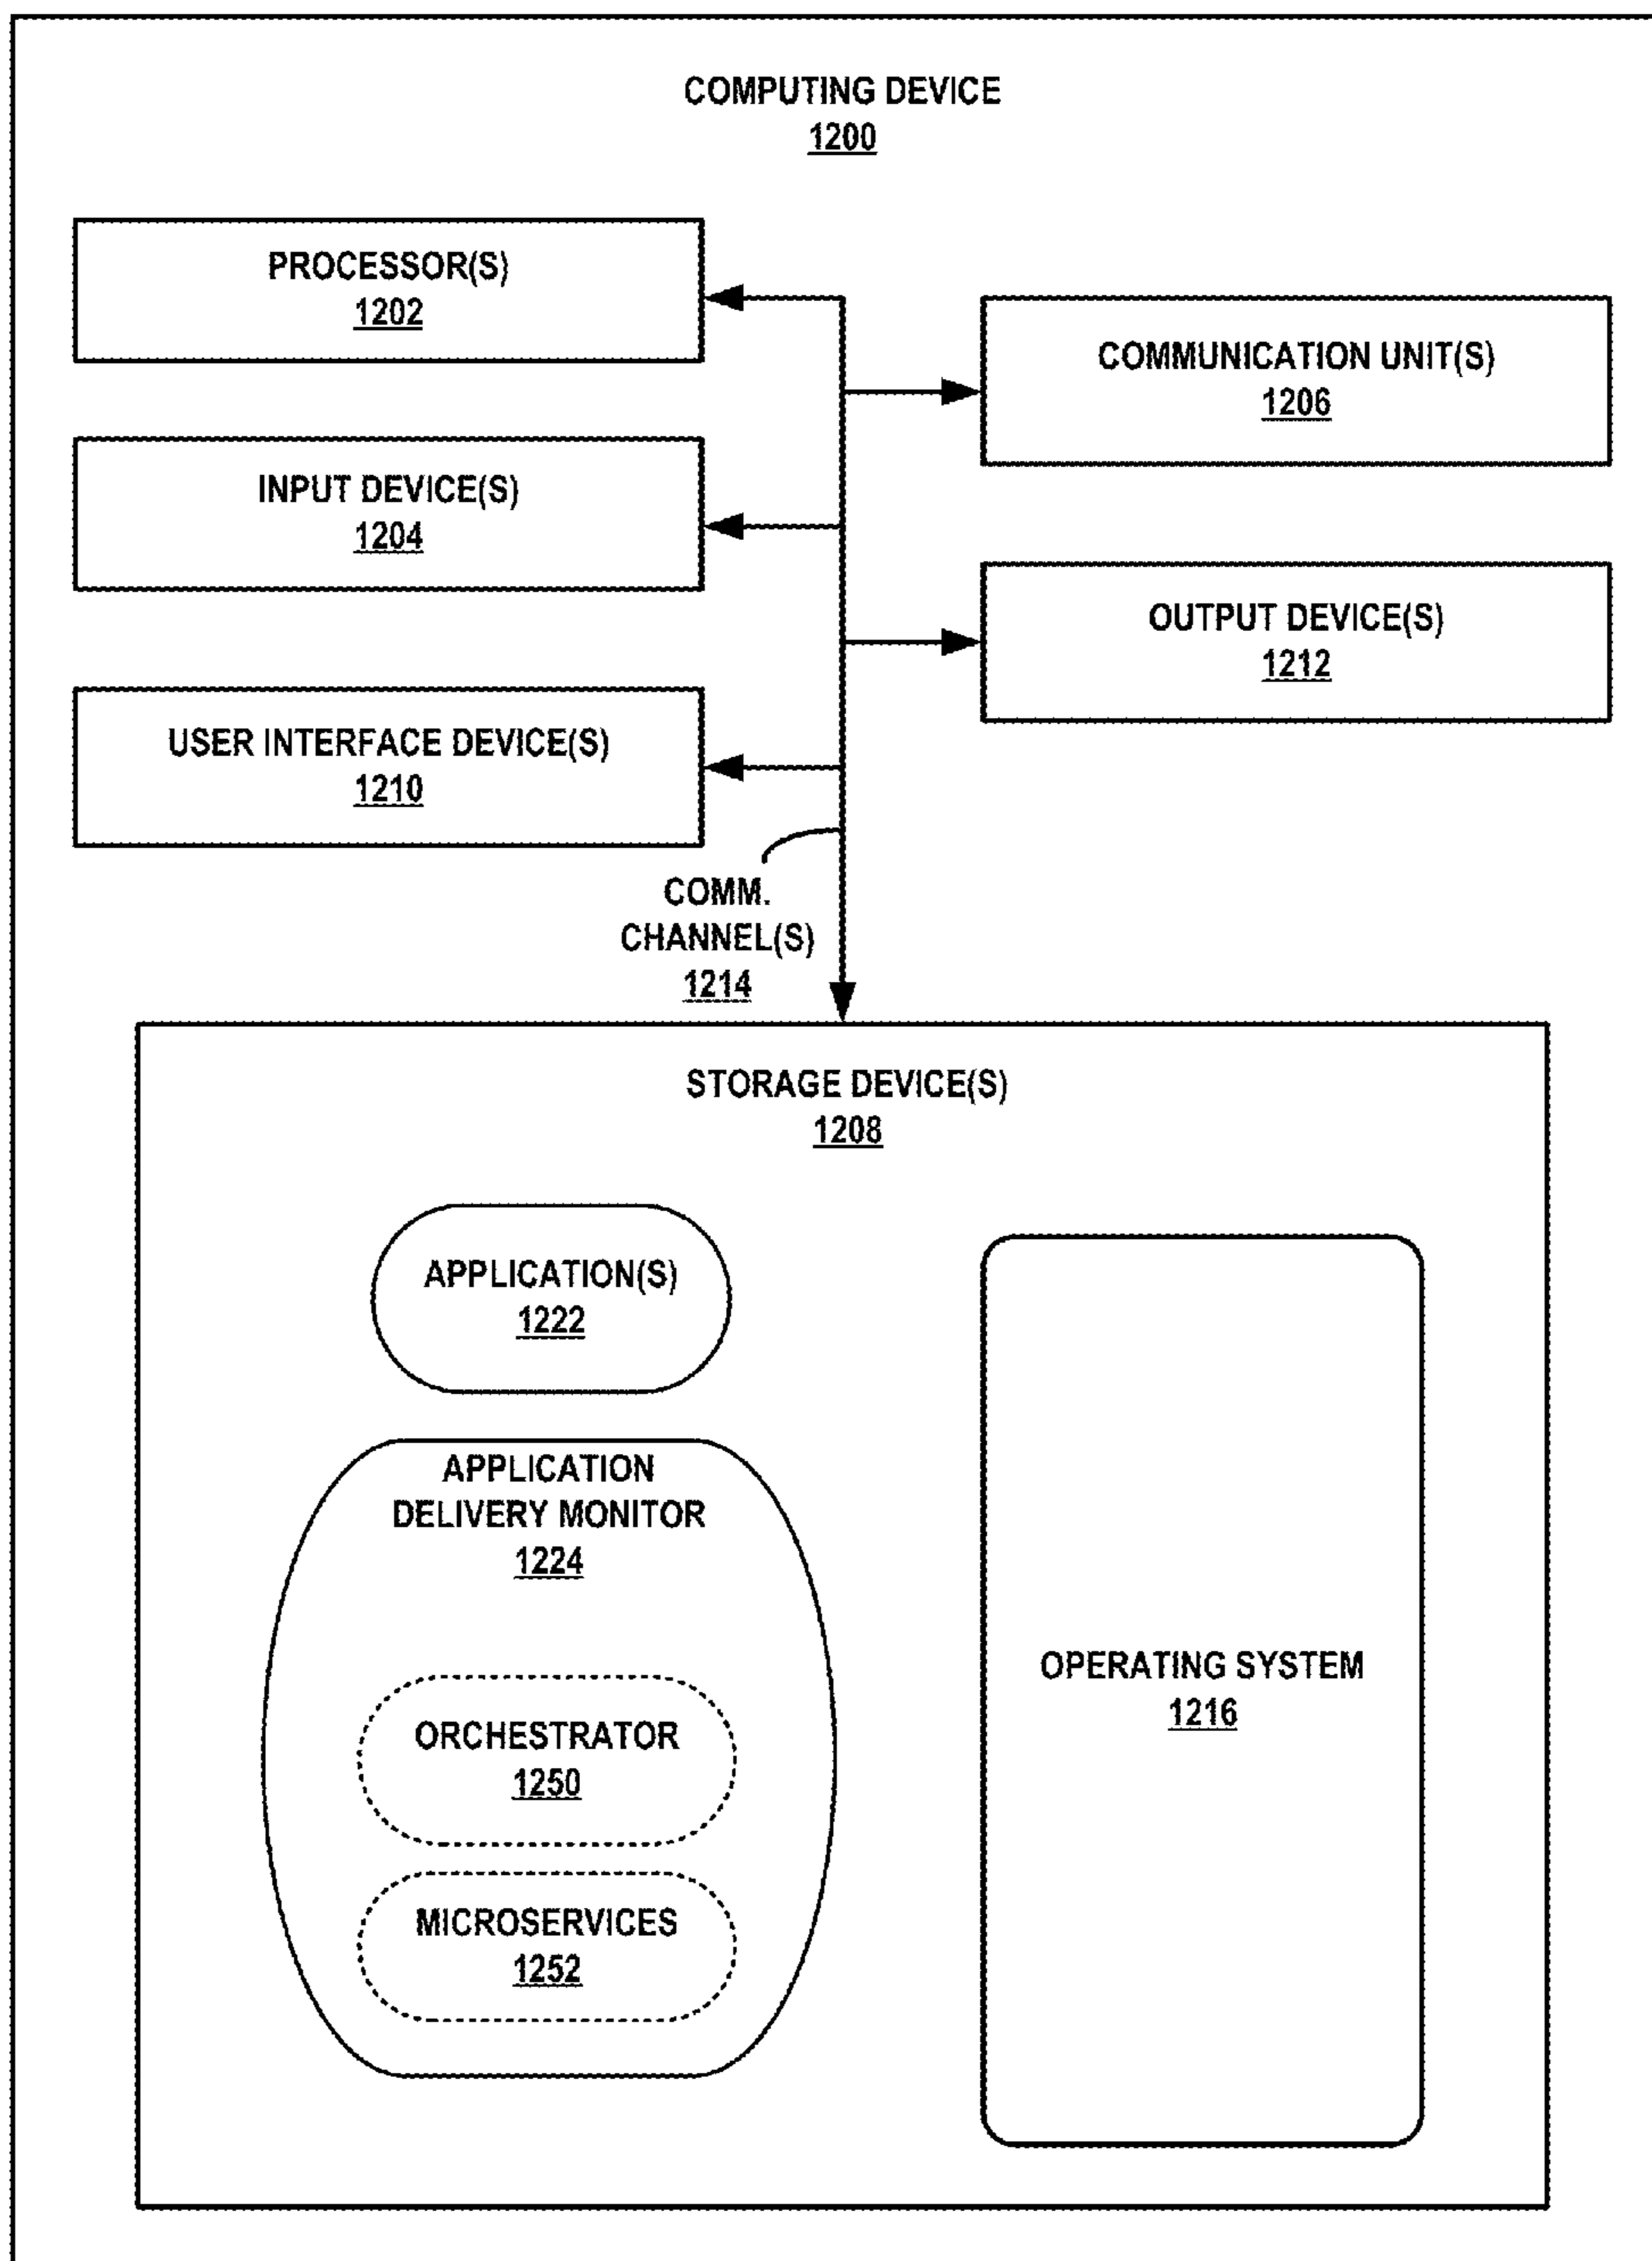 COMPUTING DEVICE
1200
PROCESSOR(S)
1202
COMMUNICATION UNIT(S)
1206
INPUT DEVICE(S)
1204
OUTPUT DEVICE(S)
1212
USER INTERFACE DEVICE(S)
1210
COMM.
CHANNEL(S)
1214
STORAGE DEVICE(S)
1208
APPLICATION(S)
1222
APPLICATION
DELIVERY MONITOR
1224
ORCHESTRATOR
1250
MICROSERVICES
1252
OPERATING SYSTEM
1216